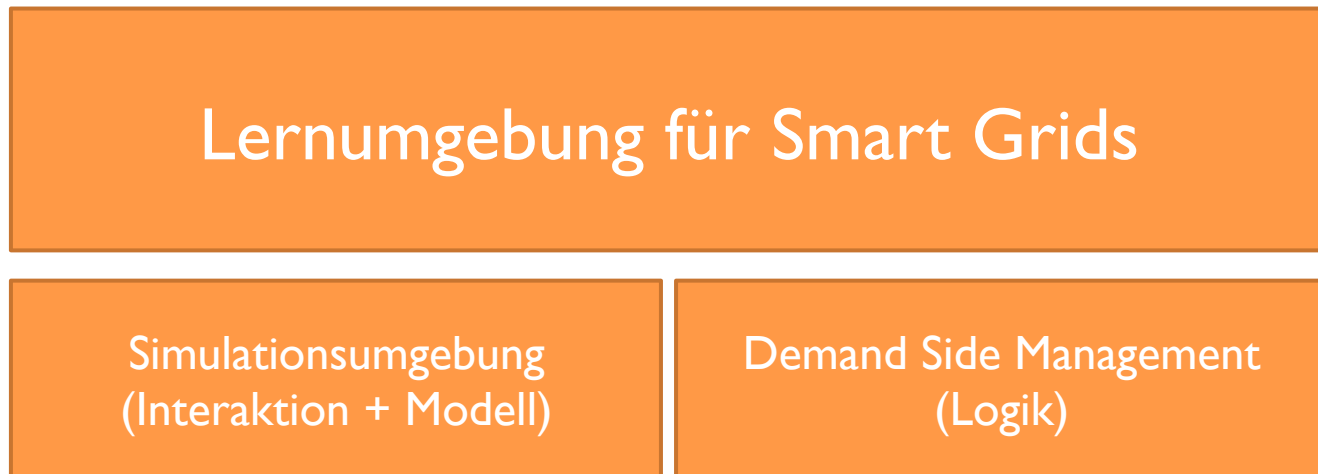 Lernumgebung für Smart Grids
Simulationsumgebung
(Interaktion + Modell)
Demand Side Management
(Logik)